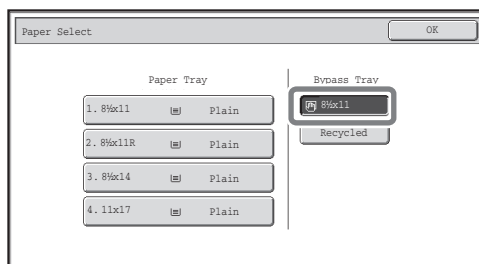 Paper Select
OK
Paper Tray
Bypass Tray
1. 8½x11 Plain
8½x11
2. 8½x11R Plain
Recycled
3. 8½x14 Plain
4. 11x17 Plain